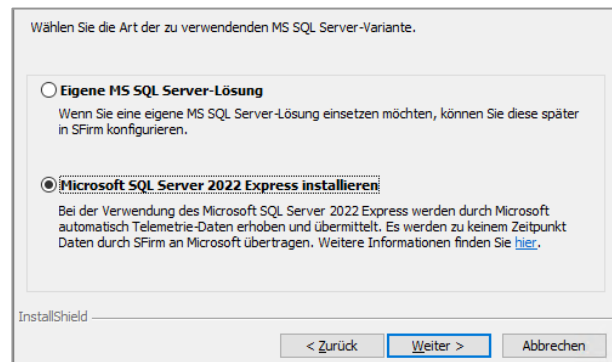 Wählen Sie die Art der zu verwendenden MS SQL Server-Variante.
Eigene MS SQL Server-Lösung
Wenn Sie eine eigene MS SQL Server-Lösung einsetzen möchten, können Sie diese später
in SFirm konfigurieren.
Microsoft SQL Server 2022 Express installieren
Bei der Verwendung des Microsoft SQL Server 2022 Express werden durch Microsoft
automatisch Telemetrie-Daten erhoben und übermittelt. Es werden zu keinem Zeitpunkt
Daten durch SFirm an Microsoft übertragen. Weitere Informationen finden Sie hier.
InstallShield
< Zurück Weiter > Abbrechen